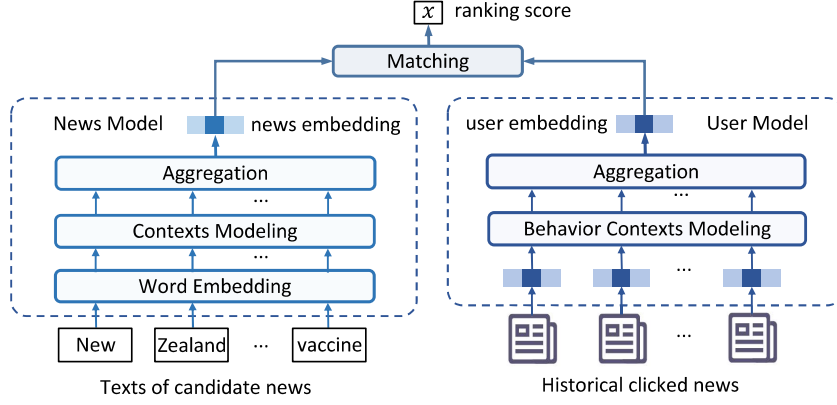 x ranking score
Matching
News Model news embedding
user embedding User Model
Aggregation
Aggregation
...
...
Contexts Modeling
Behavior Contexts Modeling
...
...
Word Embedding
New Zealand ... vaccine
...
Texts of candidate news
Historical clicked news